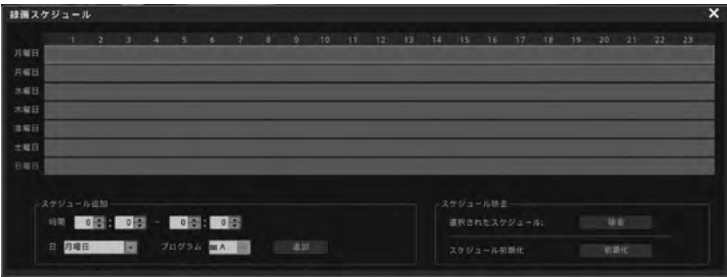 録画スケジュール
1 2 3 4 5 6 7 8 9 10 11 12 13 14 15 16 17 18 19 20 21 22 23
月曜日
月曜日
水曜日
木曜日
金曜日
土曜日
日曜日
スケジュール追加
時間 0 : 0 ~ 0 : 0
日 月曜日 プログラム A 追加
スケジュール除去
選択されたスケジュール: 除去
スケジュール初期化 初期化